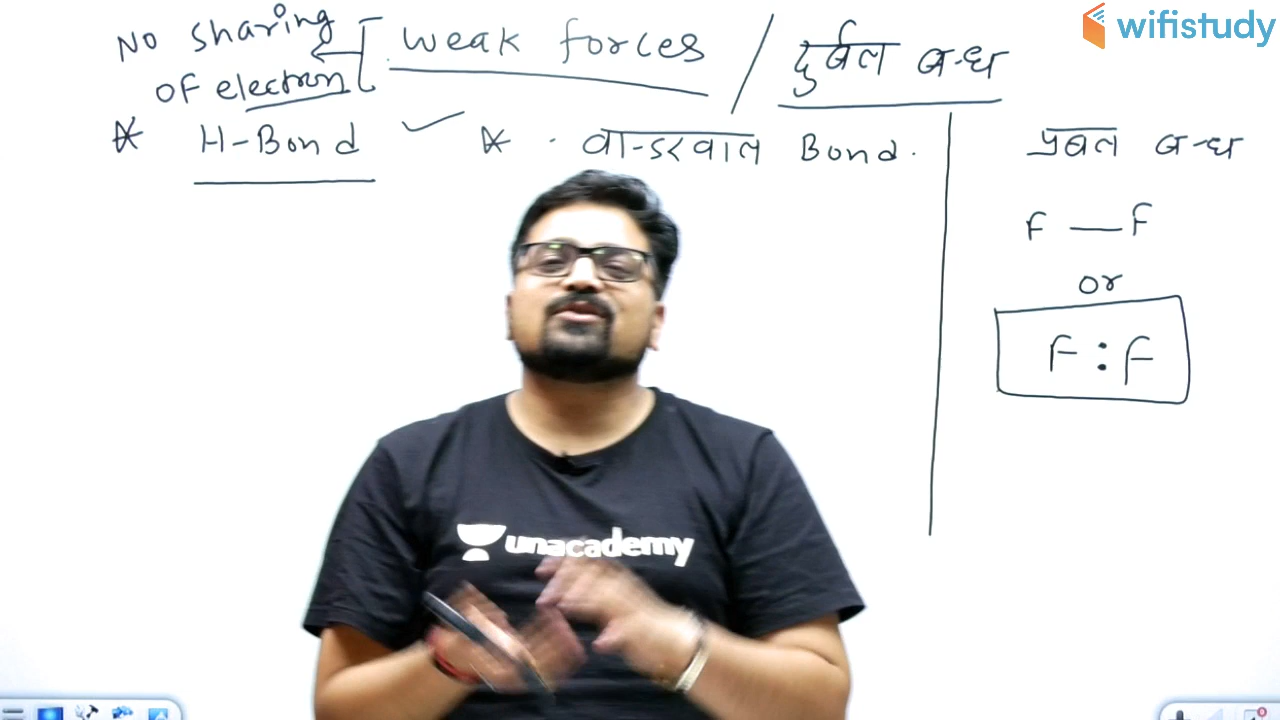 No sharing
of electron
weak forces / दुर्बल बन्ध
wifistudy
* H-Bond ✓
* वान्डरवाल Bond.
प्रबल बन्ध
F — F
or
F : F
unacademy